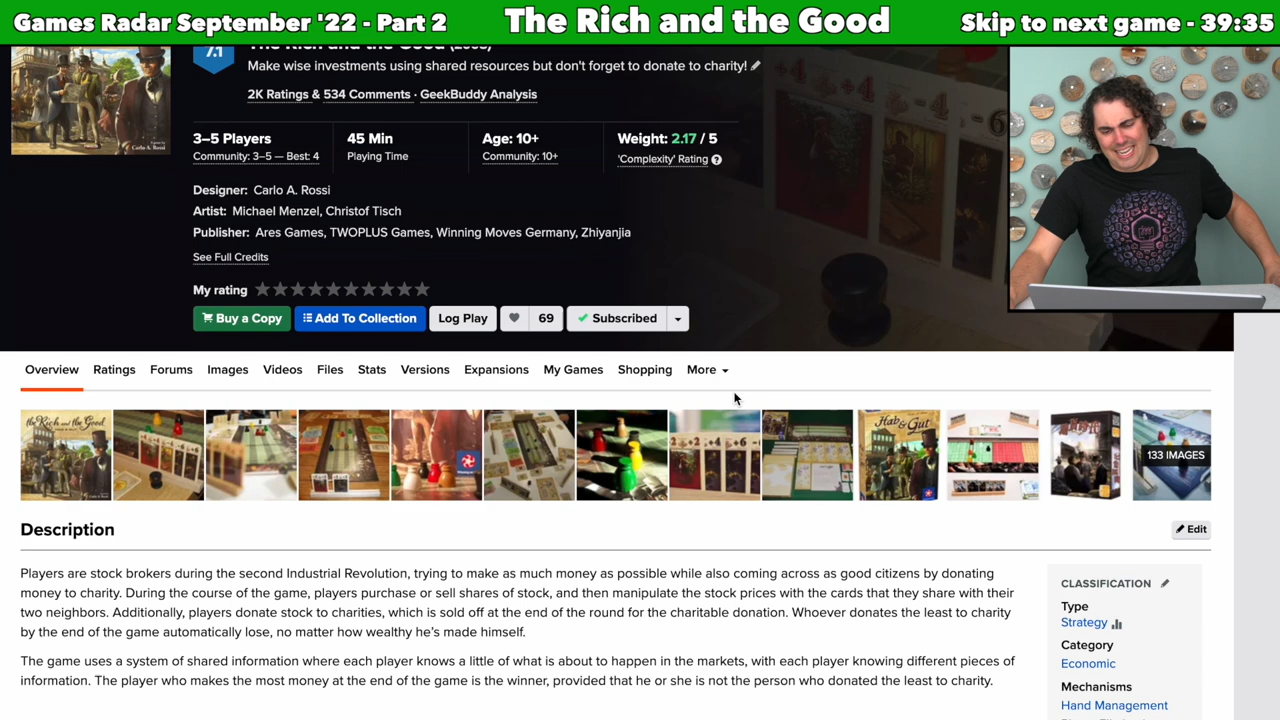 Games Radar September '22 - Part 2
The Rich and the Good
Skip to next game - 39:35
7.1
The Rich and the Good
Make wise investments using shared resources but don't forget to donate to charity!
2K Ratings & 534 Comments · GeekBuddy Analysis
3–5 Players
Community: 3–5 — Best: 4
45 Min
Playing Time
Age: 10+
Community: 10+
Weight: 2.17 / 5
'Complexity' Rating
Designer: Carlo A. Rossi
Artist: Michael Menzel, Christof Tisch
Publisher: Ares Games, TWOPLUS Games, Winning Moves Germany, Zhiyanjia
See Full Credits
My rating
Buy a Copy
Add To Collection
Log Play
69
Subscribed
Overview
Ratings
Forums
Images
Videos
Files
Stats
Versions
Expansions
My Games
Shopping
More
the Rich and the Good
Hab & Gut
133 IMAGES
Description
Edit
Players are stock brokers during the second Industrial Revolution, trying to make as much money as possible while also coming across as good citizens by donating
money to charity. During the course of the game, players purchase or sell shares of stock, and then manipulate the stock prices with the cards that they share with their
two neighbors. Additionally, players donate stock to charities, which is sold off at the end of the round for the charitable donation. Whoever donates the least to charity
by the end of the game automatically lose, no matter how wealthy he's made himself.
The game uses a system of shared information where each player knows a little of what is about to happen in the markets, with each player knowing different pieces of
information. The player who makes the most money at the end of the game is the winner, provided that he or she is not the person who donated the least to charity.
CLASSIFICATION
Type
Strategy
Category
Economic
Mechanisms
Hand Management